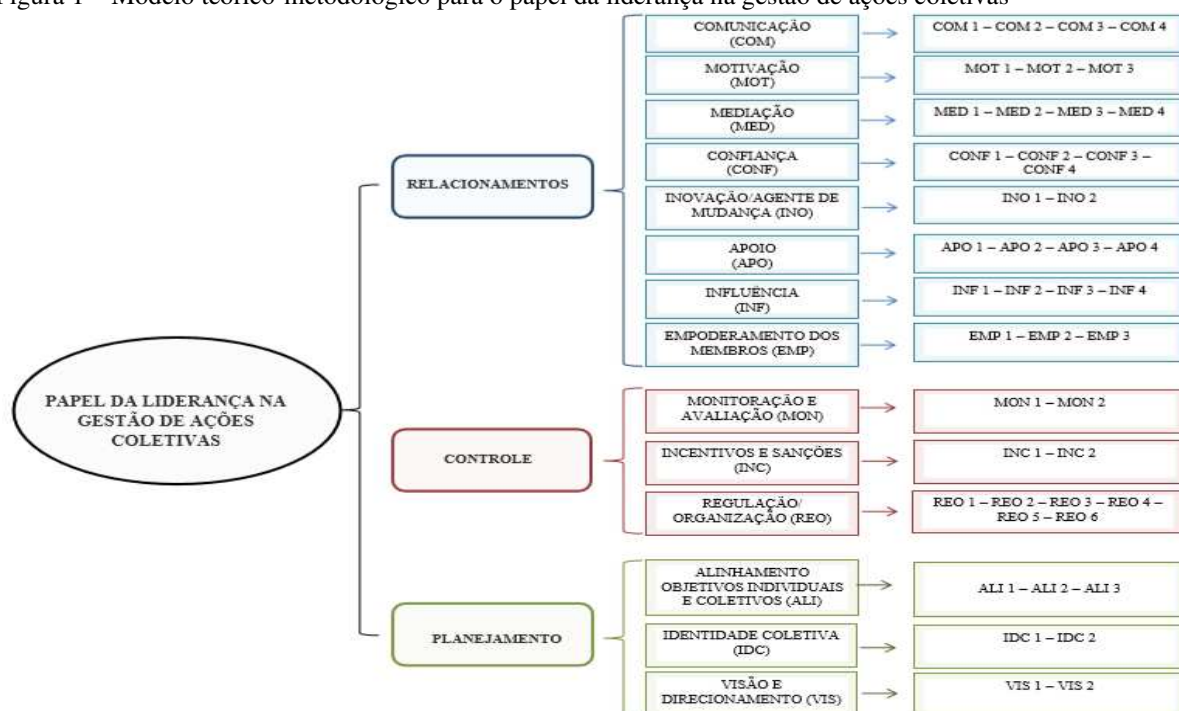 Figura 1 – Modelo teórico-metodológico para o papel da liderança na gestão de ações coletivas
PAPEL DA LIDERANÇA NA
GESTÃO DE AÇÕES
COLETIVAS
RELACIONAMENTOS
COMUNICAÇÃO
(COM)
COM 1 – COM 2 – COM 3 – COM 4
MOTIVAÇÃO
(MOT)
MOT 1 – MOT 2 – MOT 3
MEDIAÇÃO
(MED)
MED 1 – MED 2 – MED 3 – MED 4
CONFIANÇA
(CONF)
CONF 1 – CONF 2 – CONF 3 –
CONF 4
INOVAÇÃO/AGENTE DE
MUDANÇA (INO)
INO 1 – INO 2
APOIO
(APO)
APO 1 – APO 2 – APO 3 – APO 4
INFLUÊNCIA
(INF)
INF 1 – INF 2 – INF 3 – INF 4
EMPODERAMENTO DOS
MEMBROS (EMP)
EMP 1 – EMP 2 – EMP 3
CONTROLE
MONITORAÇÃO E
AVALIAÇÃO (MON)
MON 1 – MON 2
INCENTIVOS E SANÇÕES
(INC)
INC 1 – INC 2
REGULAÇÃO/
ORGANIZAÇÃO (REO)
REO 1 – REO 2 – REO 3 – REO 4 –
REO 5 – REO 6
PLANEJAMENTO
ALINHAMENTO
OBJETIVOS INDIVIDUAIS
E COLETIVOS (ALI)
ALI 1 – ALI 2 – ALI 3
IDENTIDADE COLETIVA
(IDC)
IDC 1 – IDC 2
VISÃO E
DIRECIONAMENTO (VIS)
VIS 1 – VIS 2